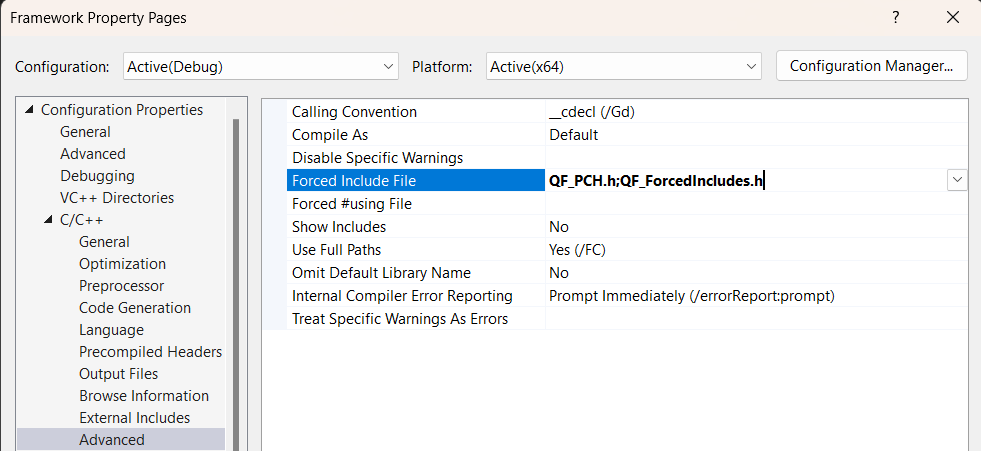 Framework Property Pages
Configuration: Active(Debug) Platform: Active(x64) Configuration Manager...
Configuration Properties
General
Advanced
Debugging
VC++ Directories
C/C++
General
Optimization
Preprocessor
Code Generation
Language
Precompiled Headers
Output Files
Browse Information
External Includes
Advanced
Calling Convention __cdecl (/Gd)
Compile As Default
Disable Specific Warnings
Forced Include File QF_PCH.h;QF_ForcedIncludes.h
Forced #using File
Show Includes No
Use Full Paths Yes (/FC)
Omit Default Library Name No
Internal Compiler Error Reporting Prompt Immediately (/errorReport:prompt)
Treat Specific Warnings As Errors